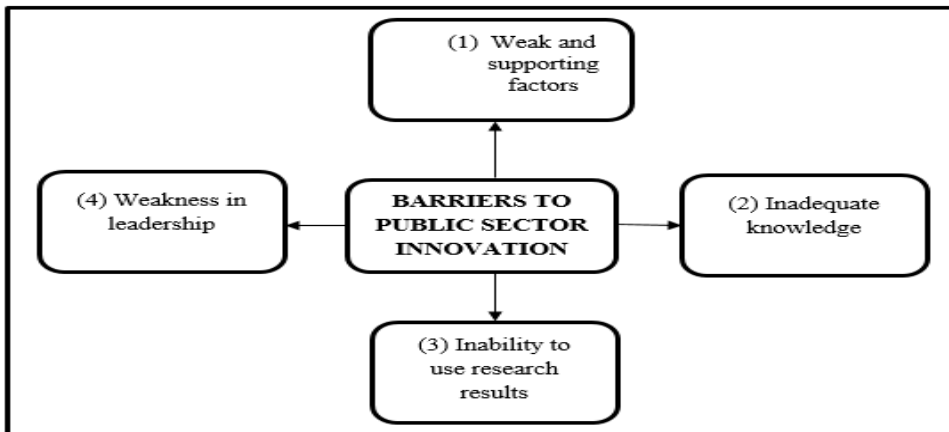 (1) Weak and
supporting
factors
(4) Weakness in
leadership
BARRIERS TO
PUBLIC SECTOR
INNOVATION
(2) Inadequate
knowledge
(3) Inability to
use research
results